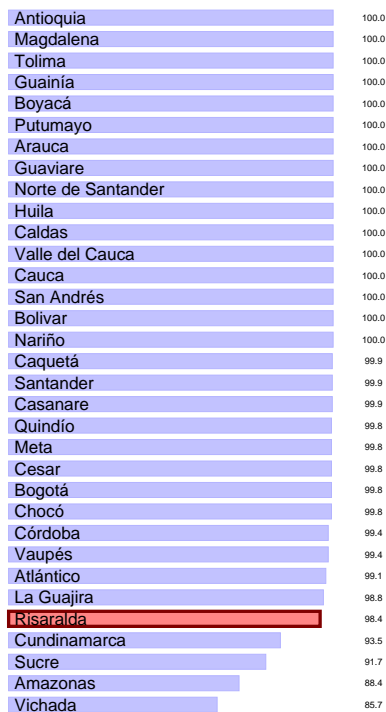 Antioquia 100.0
Magdalena 100.0
Tolima 100.0
Guainía 100.0
Boyacá 100.0
Putumayo 100.0
Arauca 100.0
Guaviare 100.0
Norte de Santander 100.0
Huila 100.0
Caldas 100.0
Valle del Cauca 100.0
Cauca 100.0
San Andrés 100.0
Bolivar 100.0
Nariño 100.0
Caquetá 99.9
Santander 99.9
Casanare 99.9
Quindío 99.8
Meta 99.8
Cesar 99.8
Bogotá 99.8
Chocó 99.8
Córdoba 99.4
Vaupés 99.4
Atlántico 99.1
La Guajira 98.8
Risaralda 98.4
Cundinamarca 93.5
Sucre 91.7
Amazonas 88.4
Vichada 85.7